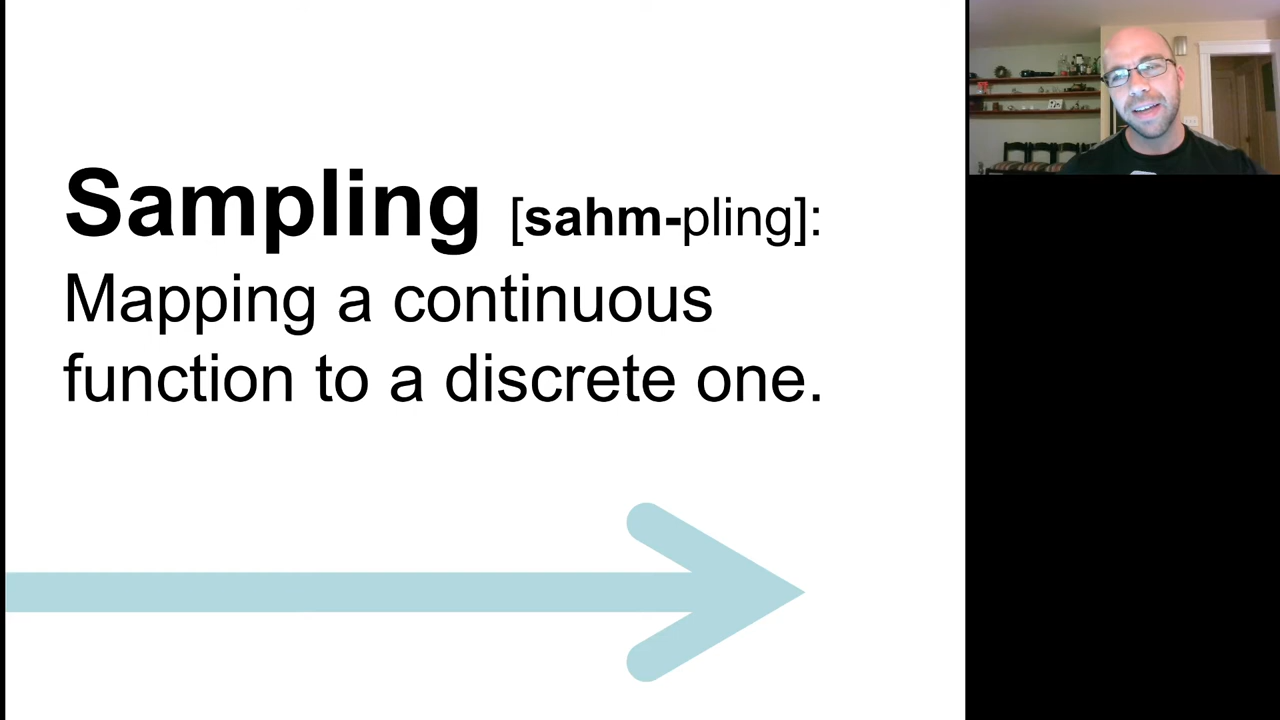 Sampling [sahm-pling]:
Mapping a continuous
function to a discrete one.